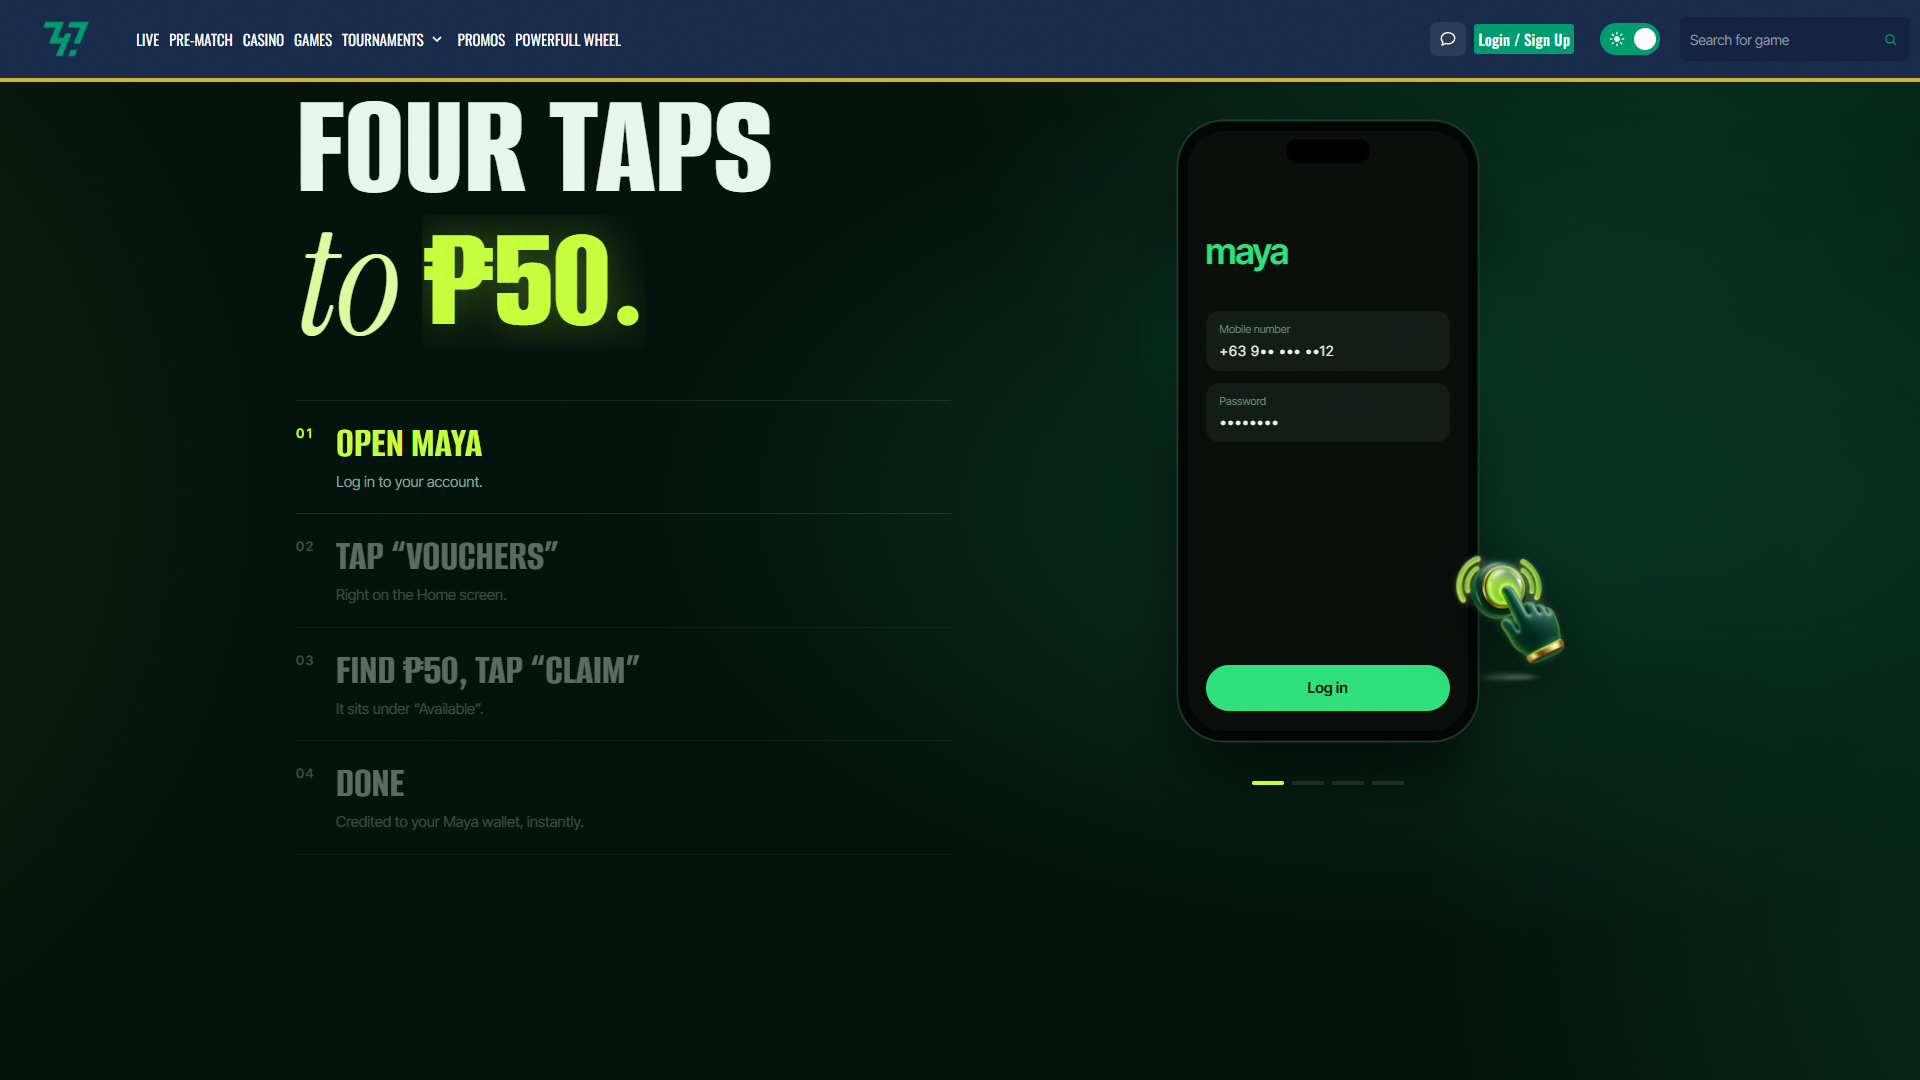 LIVE PRE-MATCH CASINO GAMES TOURNAMENTS PROMOS POWERFULL WHEEL
Login / Sign Up
Search for game
FOUR TAPS
to ₱50.
01 OPEN MAYA
Log in to your account.
02 TAP “VOUCHERS”
Right on the Home screen.
03 FIND ₱50, TAP “CLAIM”
It sits under “Available”.
04 DONE
Credited to your Maya wallet, instantly.
maya
Mobile number
+63 9•• ••• ••12
Password
••••••••
Log in